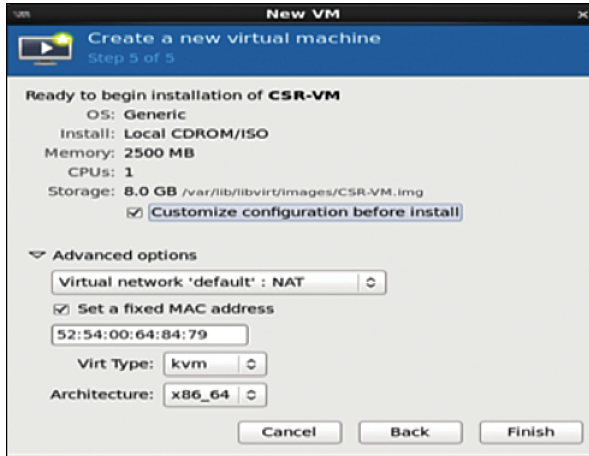 New VM
Create a new virtual machine
Step 5 of 5
Ready to begin installation of CSR-VM
OS: Generic
Install: Local CDROM/ISO
Memory: 2500 MB
CPUs: 1
Storage: 8.0 GB /var/lib/libvirt/images/CSR-VM.img
Customize configuration before install
Advanced options
Virtual network 'default' : NAT
Set a fixed MAC address
52:54:00:64:84:79
Virt Type: kvm
Architecture: x86_64
Cancel Back Finish